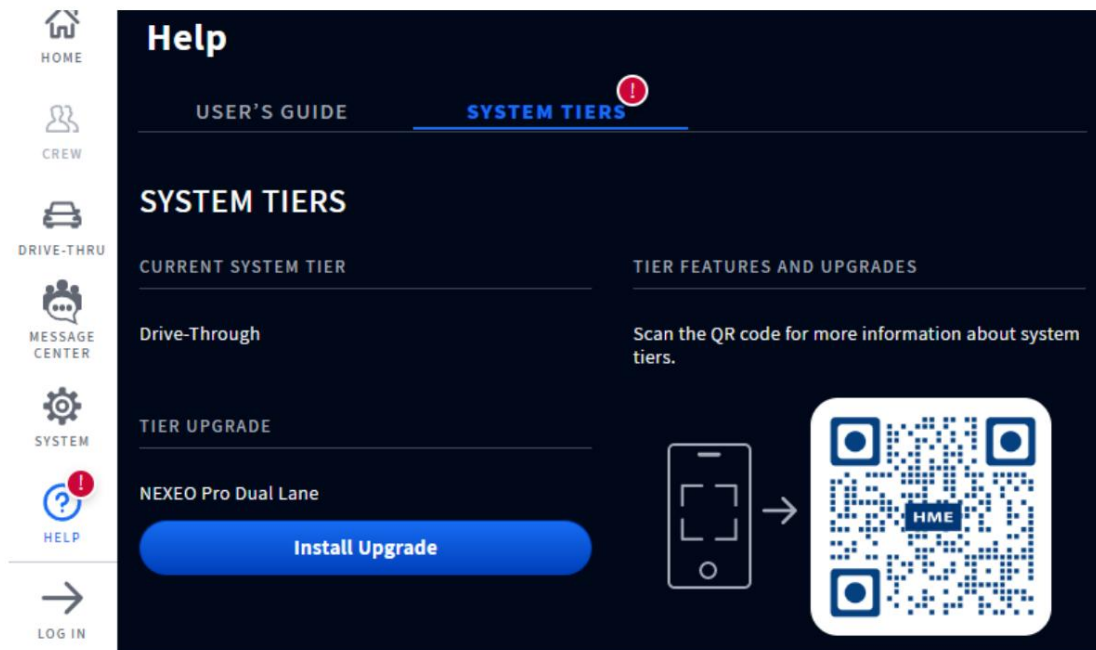 HOME
CREW
DRIVE-THRU
MESSAGE
CENTER
SYSTEM
!
HELP
LOG IN
Help
USER'S GUIDE
SYSTEM TIERS
!
SYSTEM TIERS
CURRENT SYSTEM TIER
Drive-Through
TIER UPGRADE
NEXEO Pro Dual Lane
Install Upgrade
TIER FEATURES AND UPGRADES
Scan the QR code for more information about system
tiers.
HME